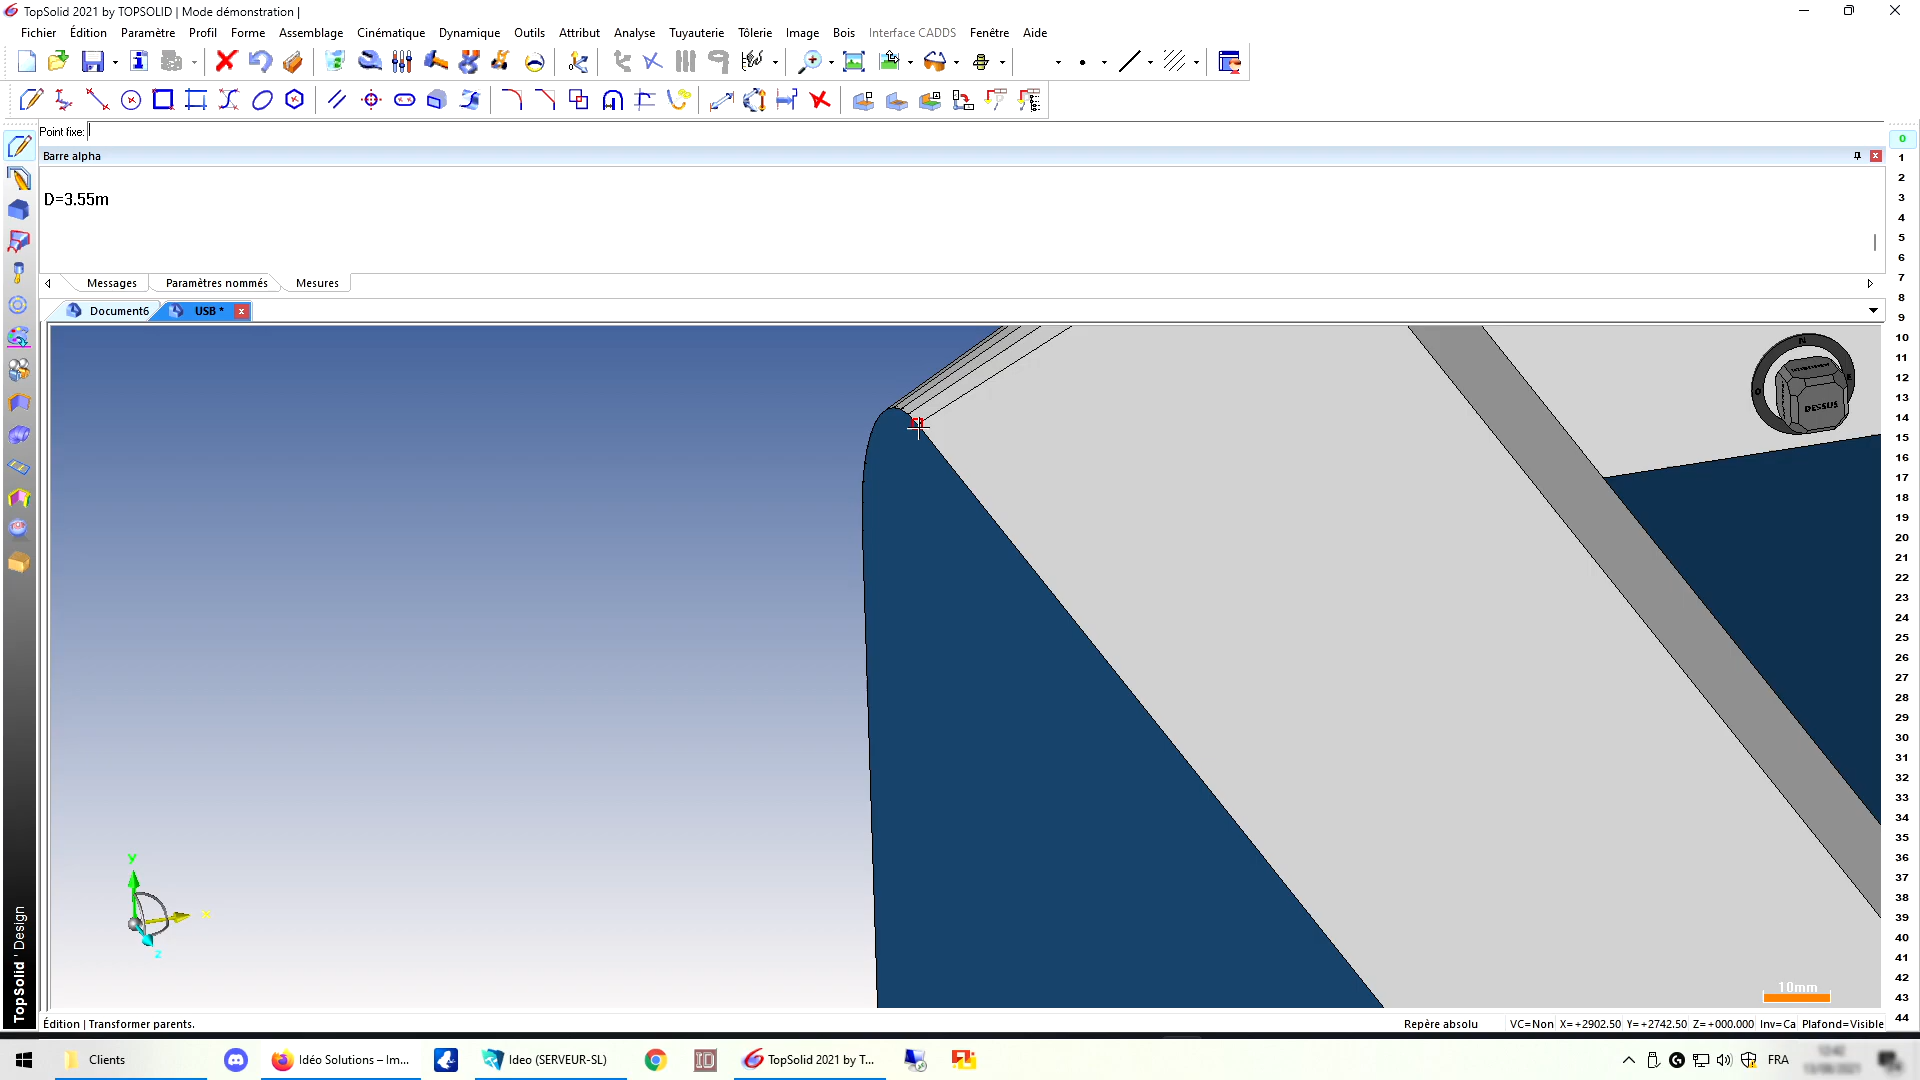 TopSolid 2021 by TOPSOLID | Mode démonstration |
Fichier Édition Paramètre Profil Forme Assemblage Cinématique Dynamique Outils Attribut Analyse Tuyauterie Tôlerie Image Bois Interface CADDS Fenêtre Aide
Point fixe:
Barre alpha
D=3.55m
Messages Paramètres nommés Mesures
Document6 USB *
0
1
2
3
4
5
6
7
8
9
10
11
12
13
14
15
16
17
18
19
20
21
22
23
24
25
26
27
28
29
30
31
32
33
34
35
36
37
38
39
40
41
42
43
44
N
E
O
DESSUS
y
x
z
10mm
TopSolid ' Design
Édition | Transformer parents.
Repère absolu VC=Non X= +2902.50 Y= +2742.50 Z= +000.000 Inv=Ca Plafond=Visible
Clients Idéo Solutions – Im... Ideo (SERVEUR-SL) TopSolid 2021 by T... FRA